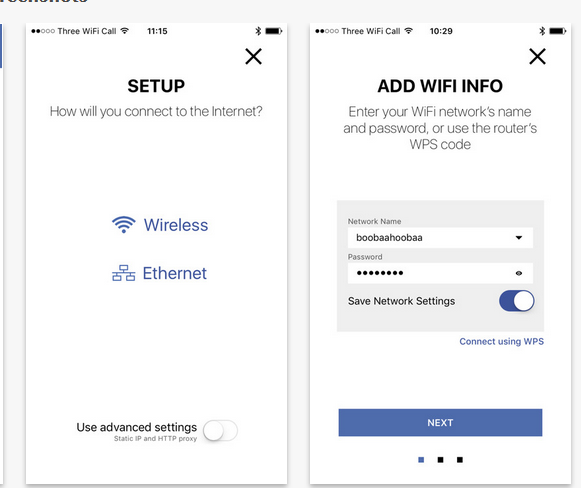 Three WiFi Call 11:15
SETUP
How will you connect to the Internet?
Wireless
Ethernet
Use advanced settings
Static IP and HTTP proxy
Three WiFi Call 10:29
ADD WIFI INFO
Enter your WiFi network's name
and password, or use the router's
WPS code
Network Name
boobaahoobaa
Password
Save Network Settings
Connect using WPS
NEXT